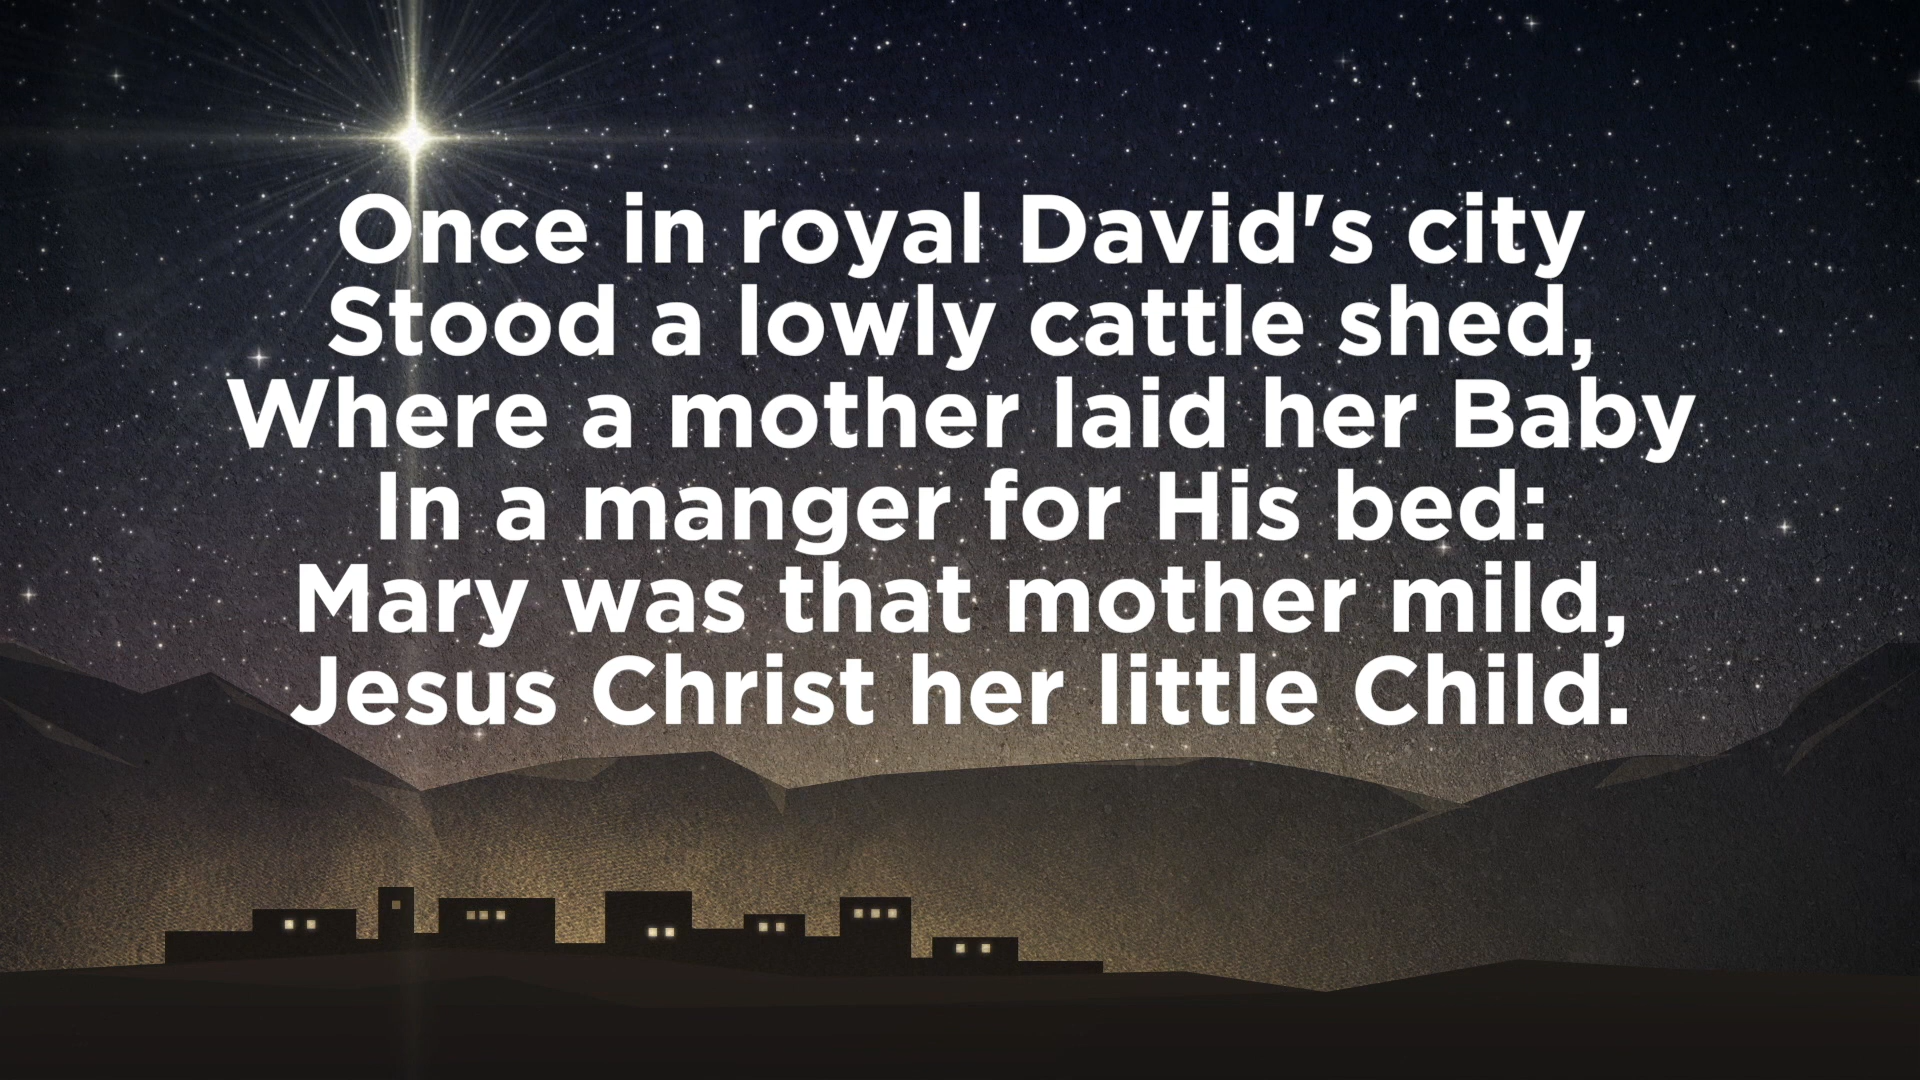 Once in royal David's city
Stood a lowly cattle shed,
Where a mother laid her Baby
In a manger for His bed:
Mary was that mother mild,
Jesus Christ her little Child.